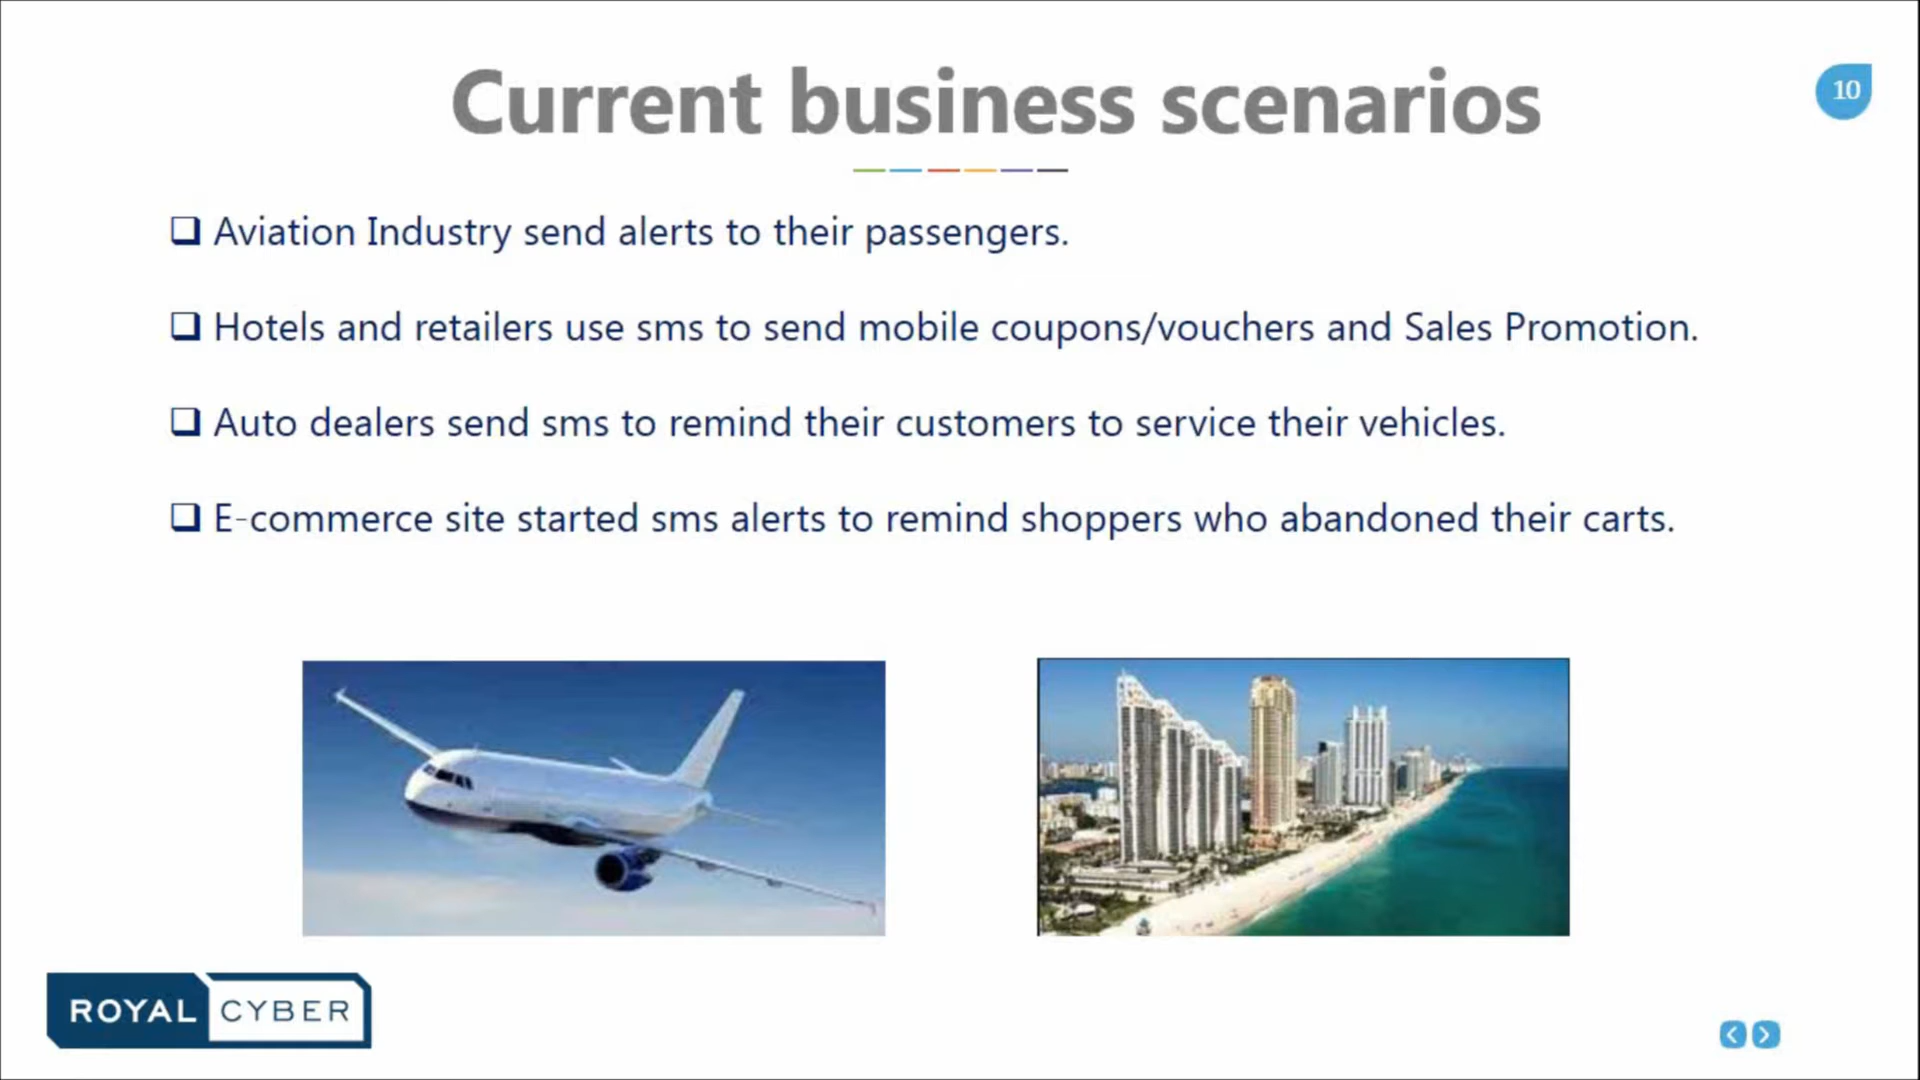 Current business scenarios
10
Aviation Industry send alerts to their passengers.
Hotels and retailers use sms to send mobile coupons/vouchers and Sales Promotion.
Auto dealers send sms to remind their customers to service their vehicles.
E-commerce site started sms alerts to remind shoppers who abandoned their carts.
ROYAL CYBER